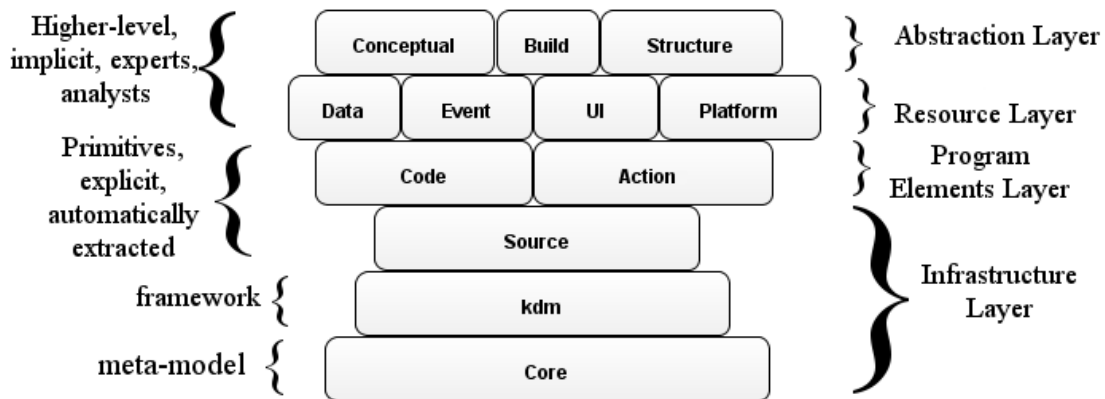 Higher-level,
implicit, experts,
analysts
Conceptual Build Structure
Abstraction Layer
Data Event UI Platform
Resource Layer
Primitives,
explicit,
automatically
extracted
Code Action
Program
Elements Layer
Source
Infrastructure
Layer
framework
kdm
meta-model
Core